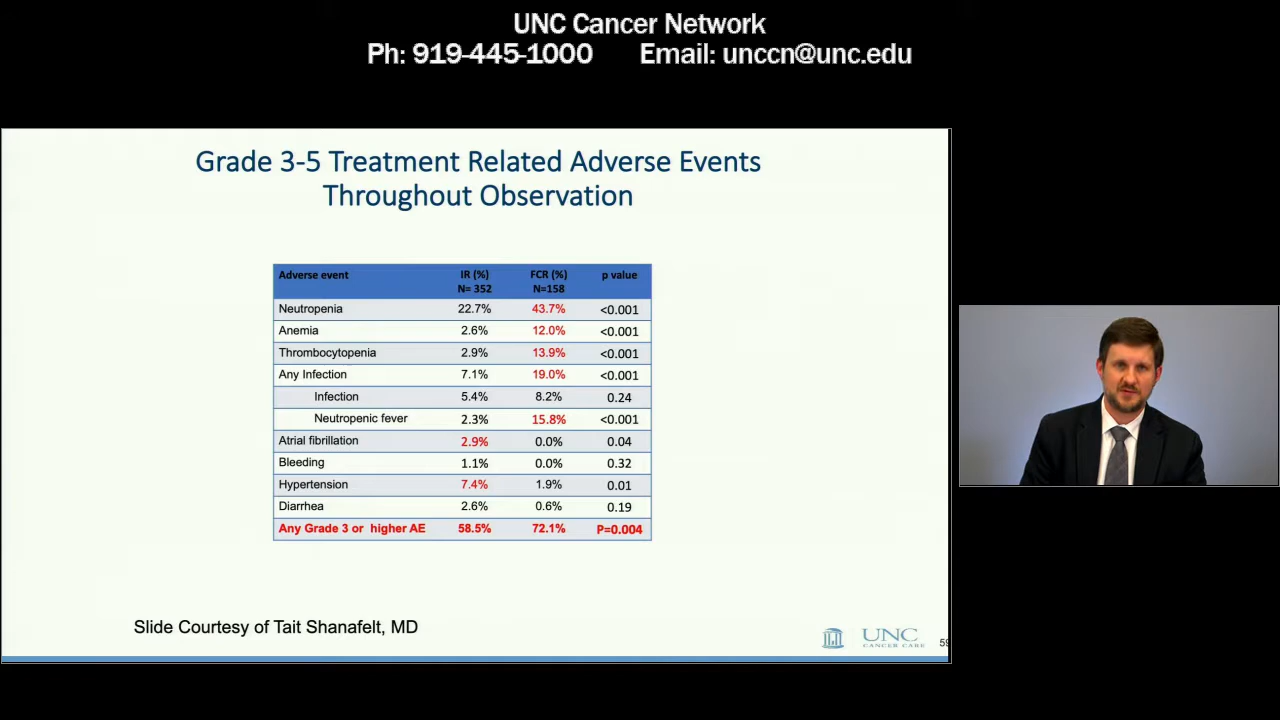 UNC Cancer Network
Ph: 919-445-1000 Email: unccn@unc.edu
Grade 3-5 Treatment Related Adverse Events
Throughout Observation
Adverse event IR (%) N= 352 FCR (%) N=158 p value
Neutropenia 22.7% 43.7% <0.001
Anemia 2.6% 12.0% <0.001
Thrombocytopenia 2.9% 13.9% <0.001
Any Infection 7.1% 19.0% <0.001
Infection 5.4% 8.2% 0.24
Neutropenic fever 2.3% 15.8% <0.001
Atrial fibrillation 2.9% 0.0% 0.04
Bleeding 1.1% 0.0% 0.32
Hypertension 7.4% 1.9% 0.01
Diarrhea 2.6% 0.6% 0.19
Any Grade 3 or higher AE 58.5% 72.1% P=0.004
Slide Courtesy of Tait Shanafelt, MD
UNC
CANCER CARE
59